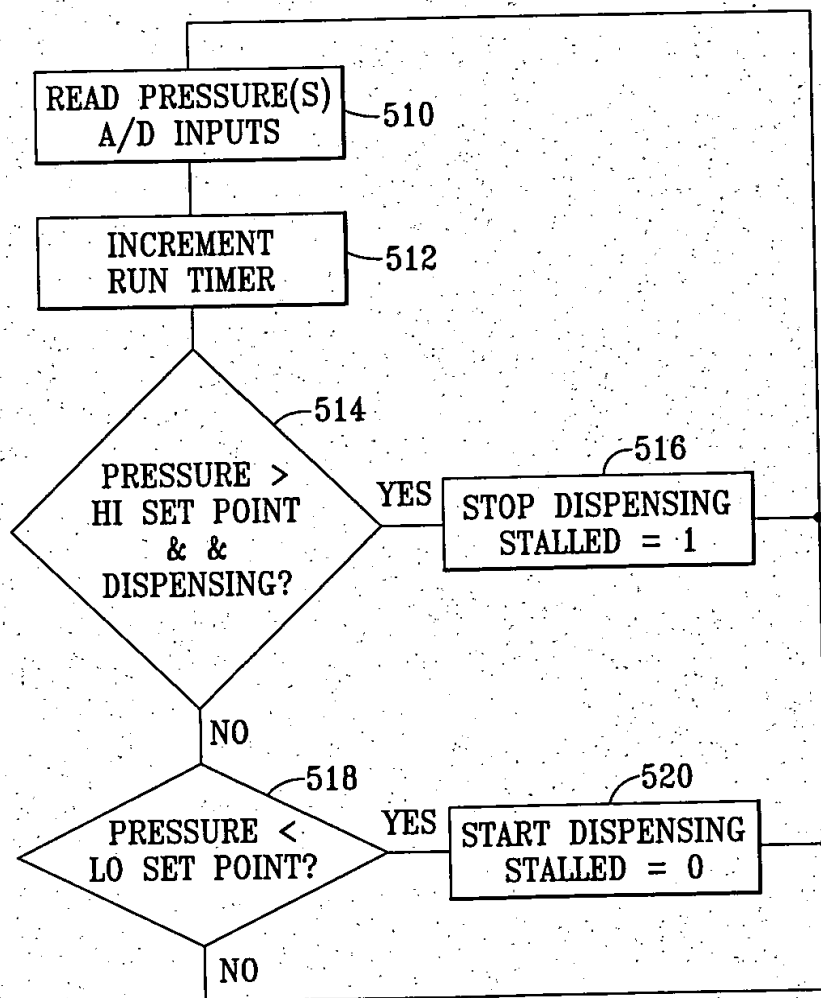 READ PRESSURE(S)
A/D INPUTS
510
INCREMENT
RUN TIMER
512
514
PRESSURE >
HI SET POINT
& &
DISPENSING?
YES
516
STOP DISPENSING
STALLED = 1
NO
518
PRESSURE <
LO SET POINT?
YES
520
START DISPENSING
STALLED = 0
NO